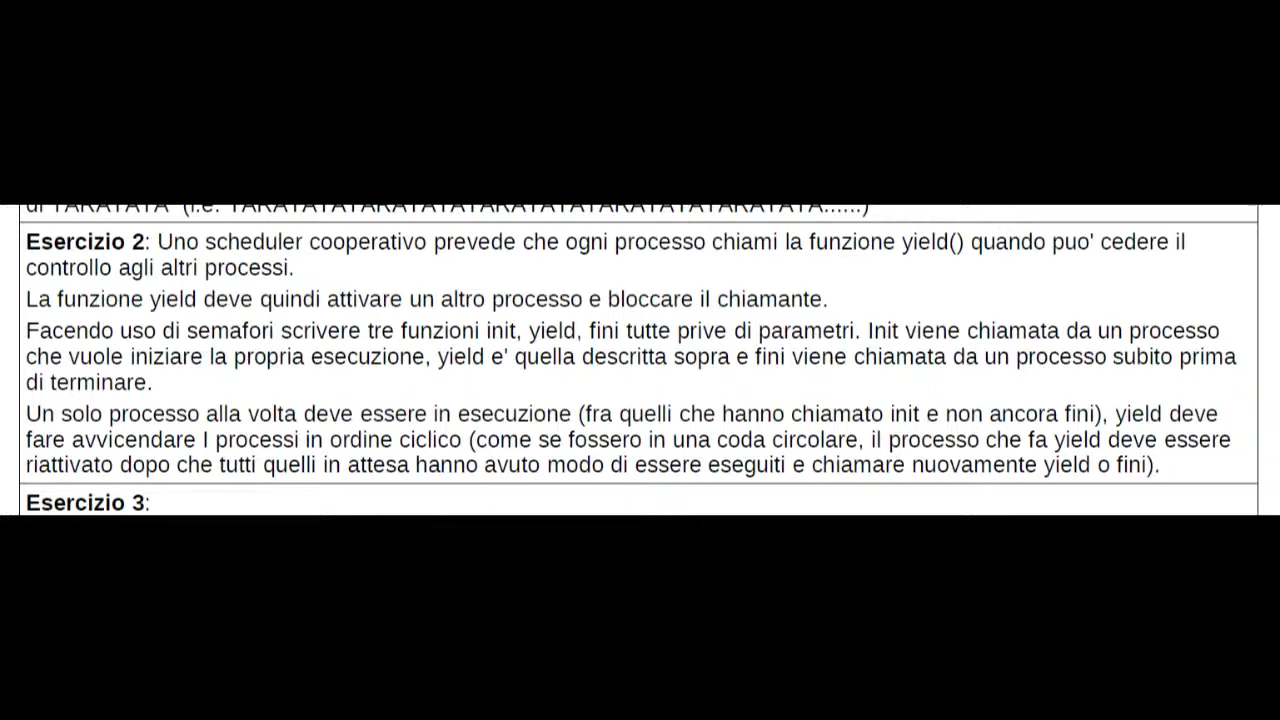 di TARATATA (i.e. TARATATATARATATATARATATATARATATATARATATA......)
Esercizio 2: Uno scheduler cooperativo prevede che ogni processo chiami la funzione yield() quando puo' cedere il
controllo agli altri processi.
La funzione yield deve quindi attivare un altro processo e bloccare il chiamante.
Facendo uso di semafori scrivere tre funzioni init, yield, fini tutte prive di parametri. Init viene chiamata da un processo
che vuole iniziare la propria esecuzione, yield e' quella descritta sopra e fini viene chiamata da un processo subito prima
di terminare.
Un solo processo alla volta deve essere in esecuzione (fra quelli che hanno chiamato init e non ancora fini), yield deve
fare avvicendare I processi in ordine ciclico (come se fossero in una coda circolare, il processo che fa yield deve essere
riattivato dopo che tutti quelli in attesa hanno avuto modo di essere eseguiti e chiamare nuovamente yield o fini).
Esercizio 3: